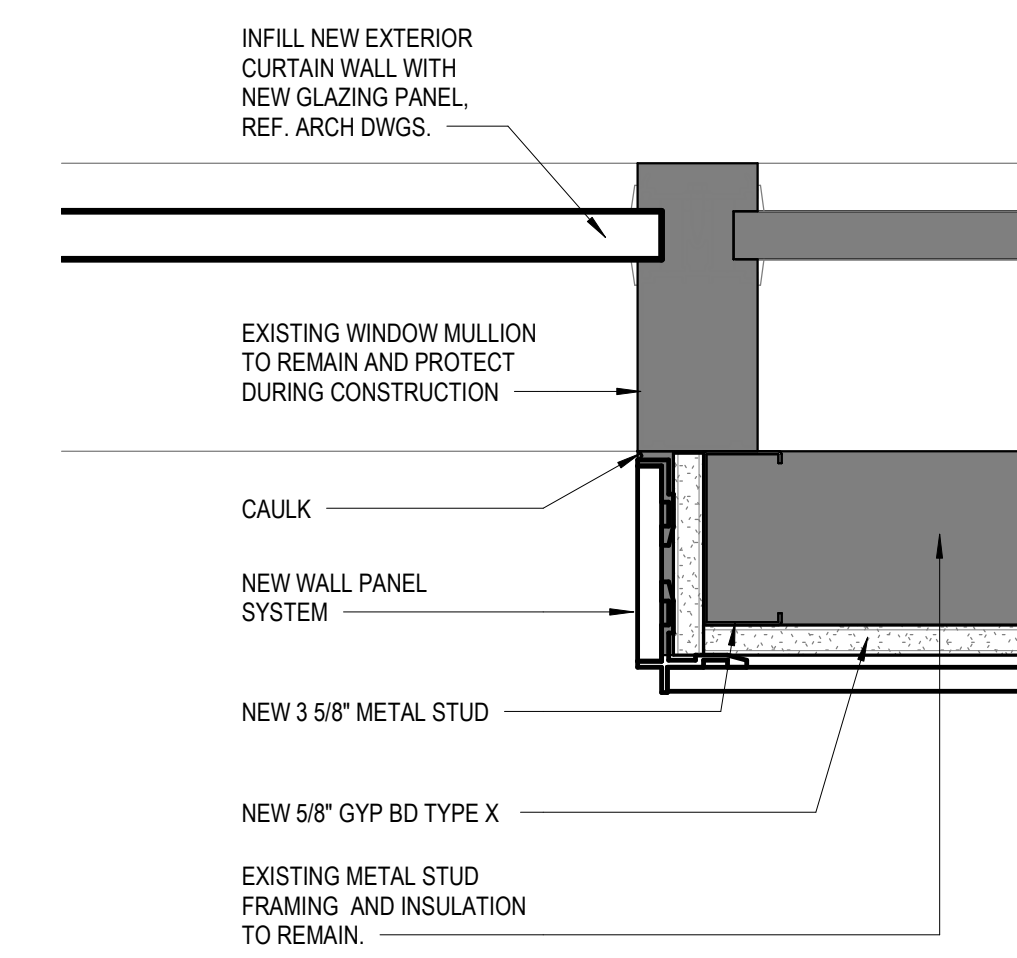 INFILL NEW EXTERIOR
CURTAIN WALL WITH
NEW GLAZING PANEL,
REF. ARCH DWGS.
EXISTING WINDOW MULLION
TO REMAIN AND PROTECT
DURING CONSTRUCTION
CAULK
NEW WALL PANEL
SYSTEM
NEW 3 5/8" METAL STUD
NEW 5/8" GYP BD TYPE X
EXISTING METAL STUD
FRAMING AND INSULATION
TO REMAIN.